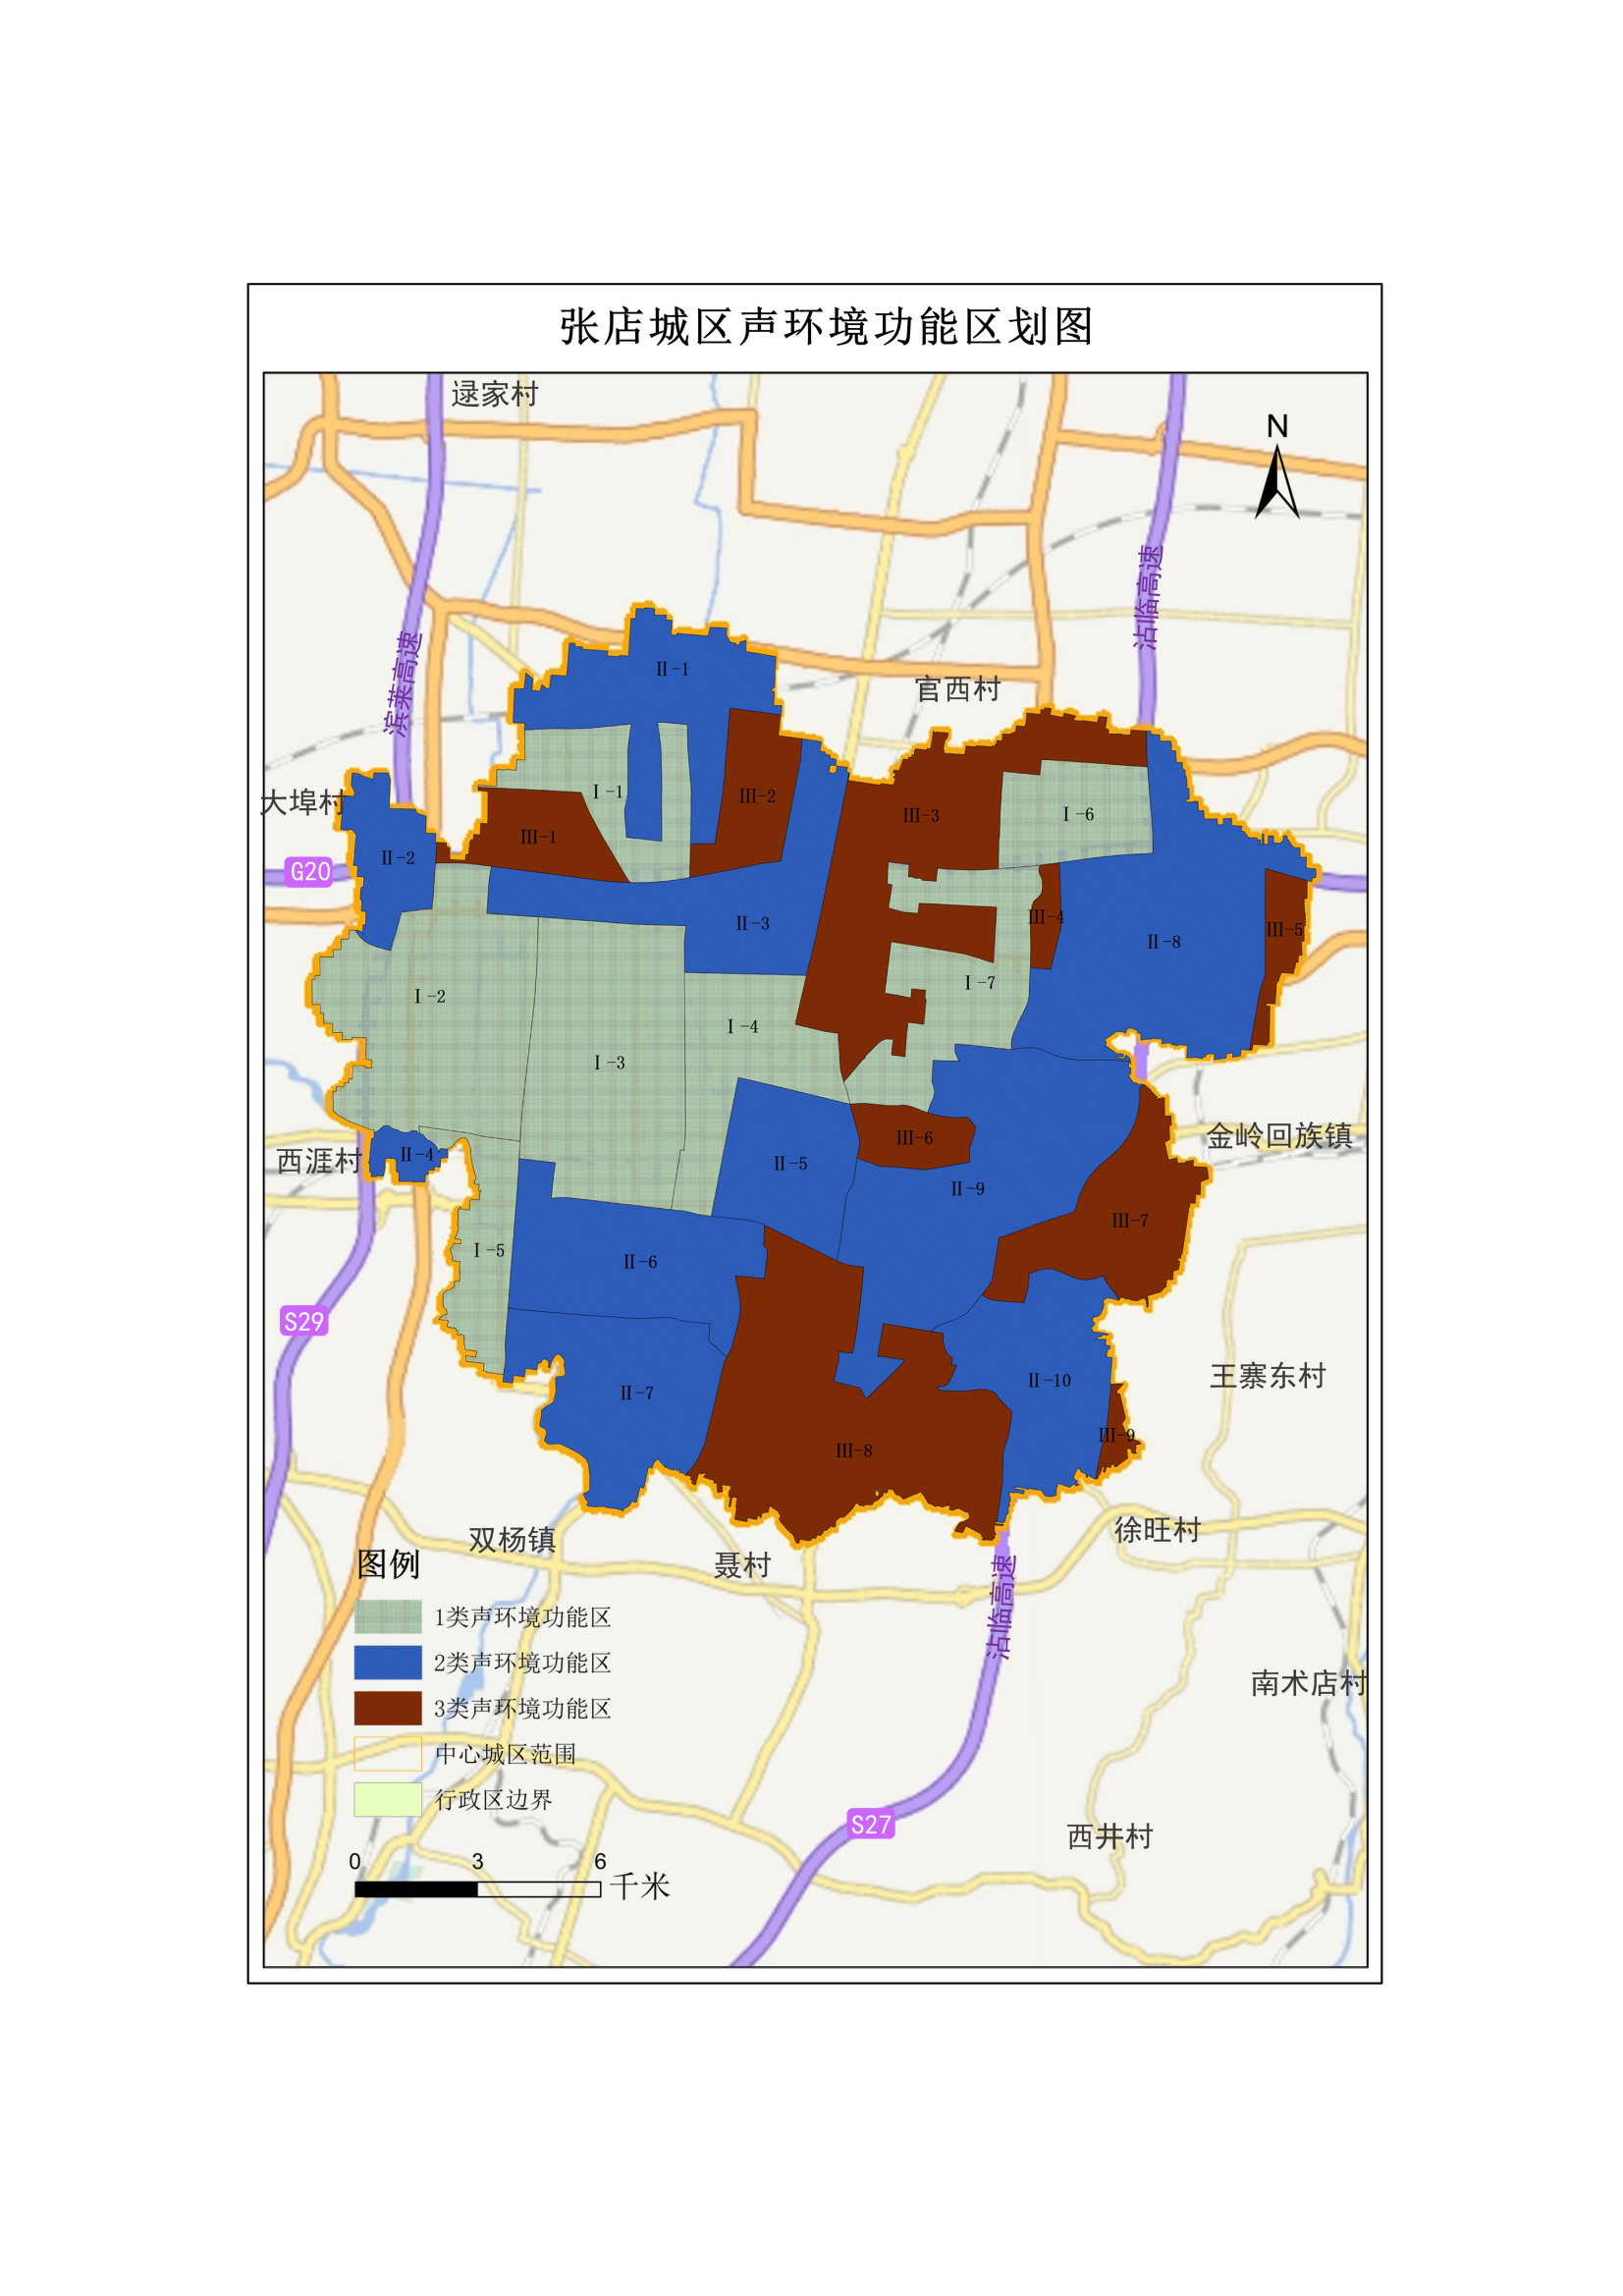 张店城区声环境功能区划图
逯家村
N
沾临高速
滨莱高速
官西村
II-1
大埠村
I-1
III-2
III-3
I-6
III-1
II-2
G20
II-3
III-4
III-5
II-8
I-2
I-7
I-4
I-3
西涯村
II-4
II-5
III-6
金岭回族镇
II-9
III-7
I-5
II-6
S29
II-7
II-10
王寨东村
III-8
III-9
双杨镇
聂村
徐旺村
沾临高速
南术店村
S27
西井村
图例
1类声环境功能区
2类声环境功能区
3类声环境功能区
中心城区范围
行政区边界
0 3 6
千米